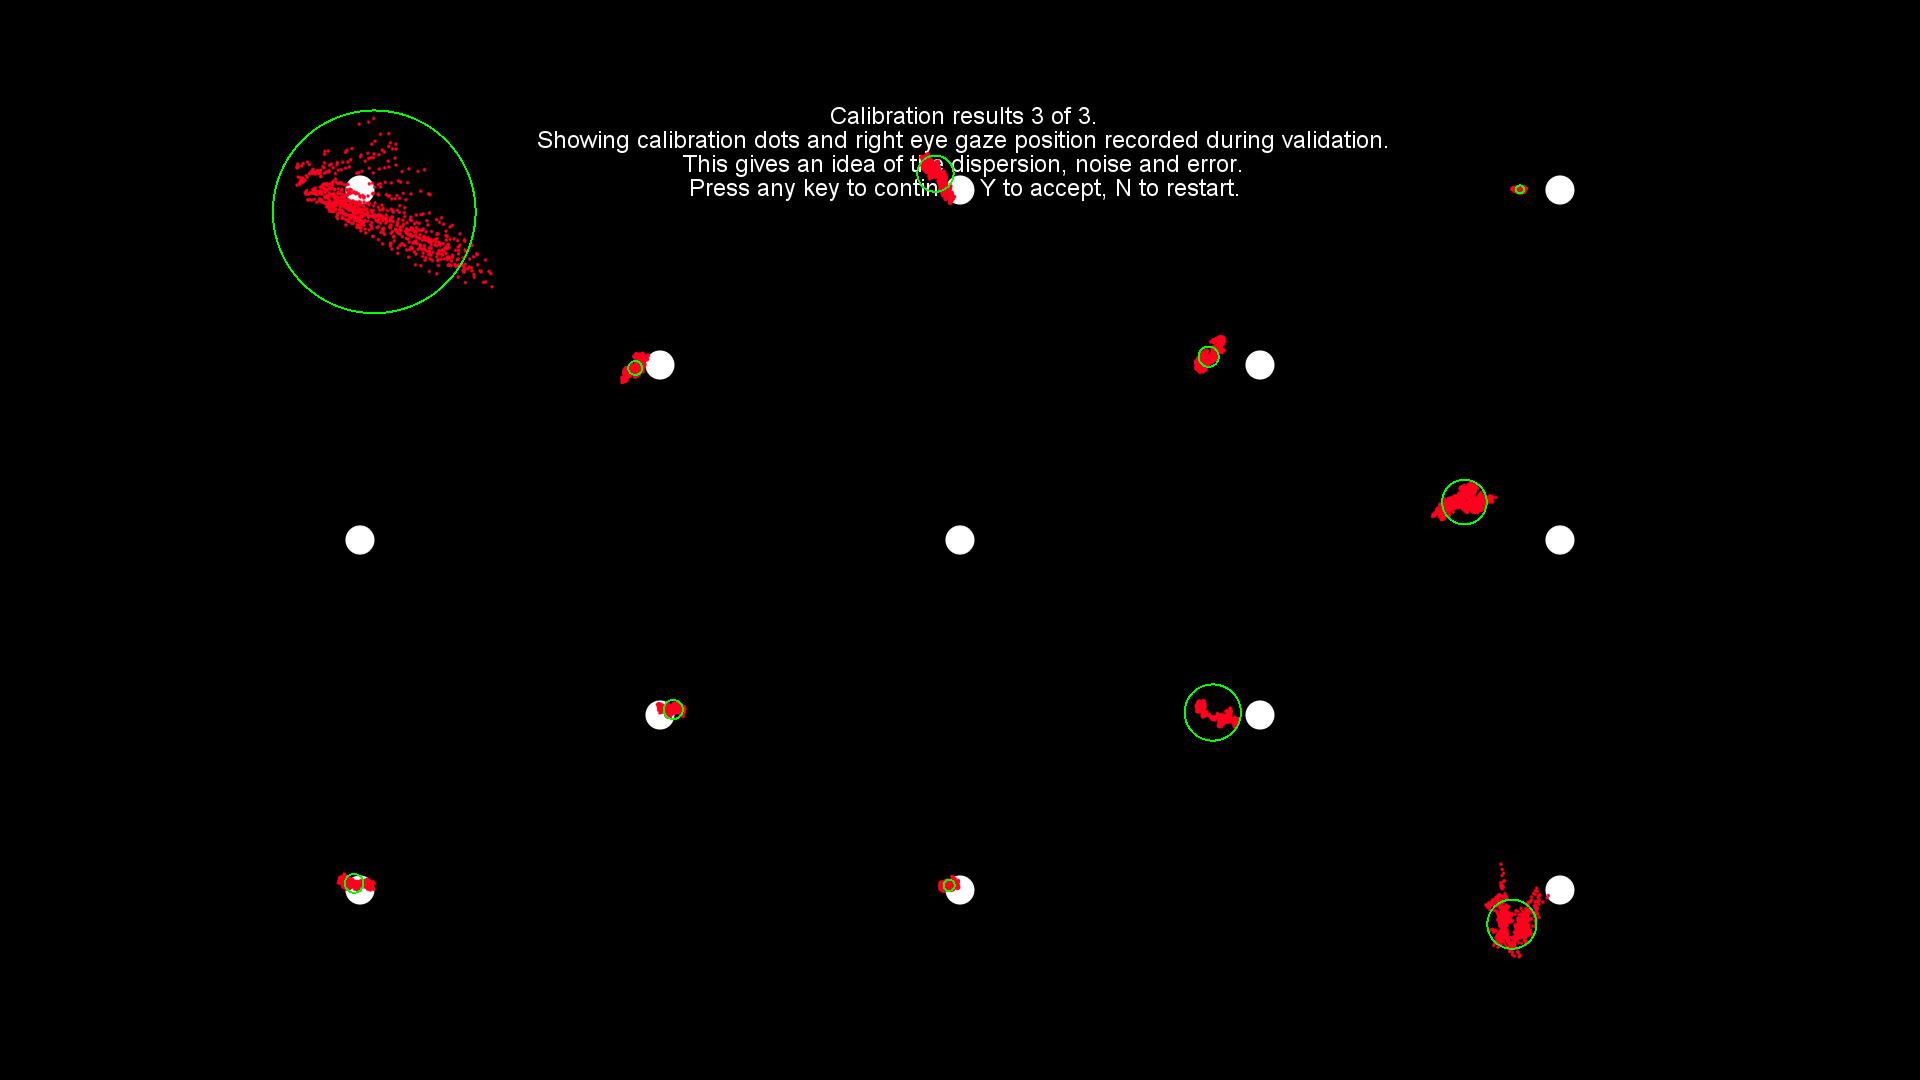 Calibration results 3 of 3.
Showing calibration dots and right eye gaze position recorded during validation.
This gives an idea of the dispersion, noise and error.
Press any key to contin Y to accept, N to restart.